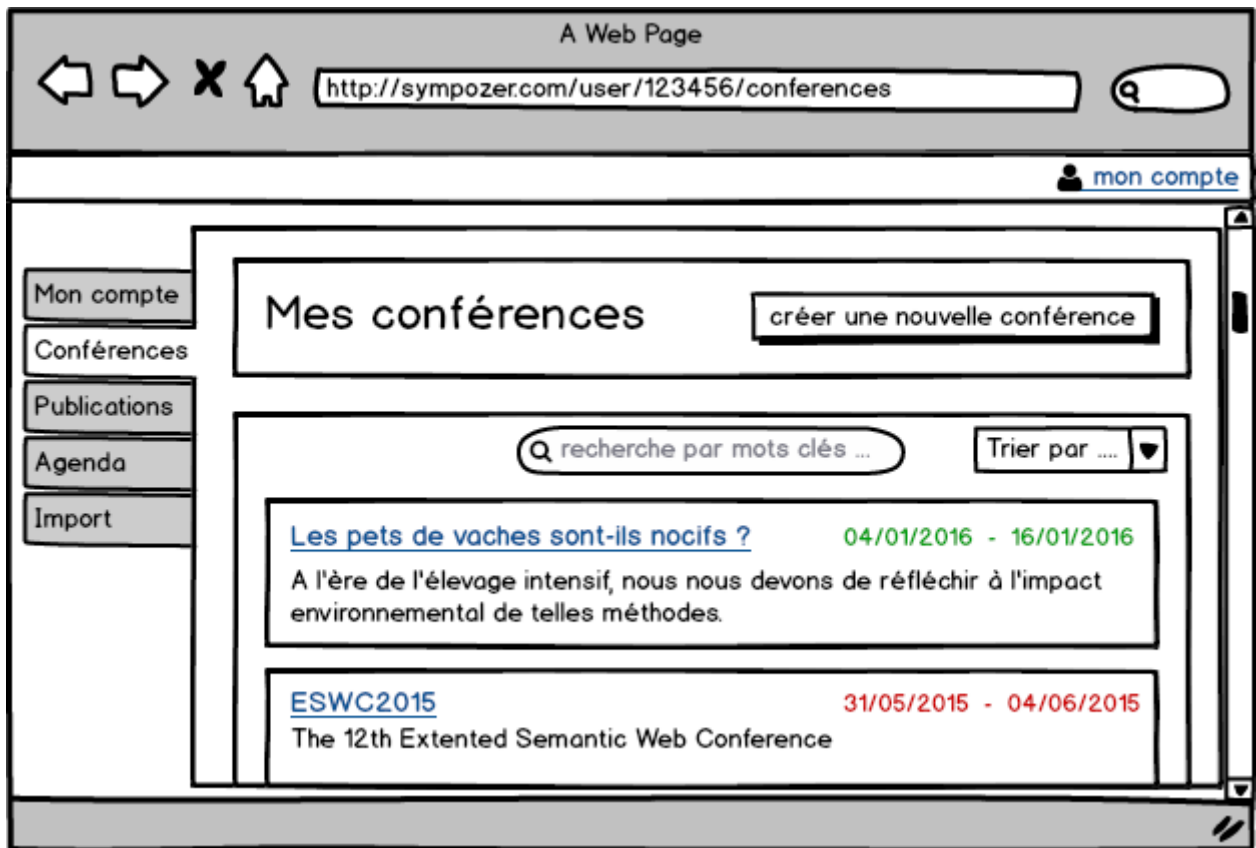 A Web Page
http://sympozer.com/user/123456/conferences
mon compte
Mon compte
Conférences
Publications
Agenda
Import
Mes conférences
créer une nouvelle conférence
recherche par mots clés ...
Trier par ....
Les pets de vaches sont-ils nocifs ?
04/01/2016 - 16/01/2016
A l'ère de l'élevage intensif, nous nous devons de réfléchir à l'impact
environnemental de telles méthodes.
ESWC2015
31/05/2015 - 04/06/2015
The 12th Extented Semantic Web Conference